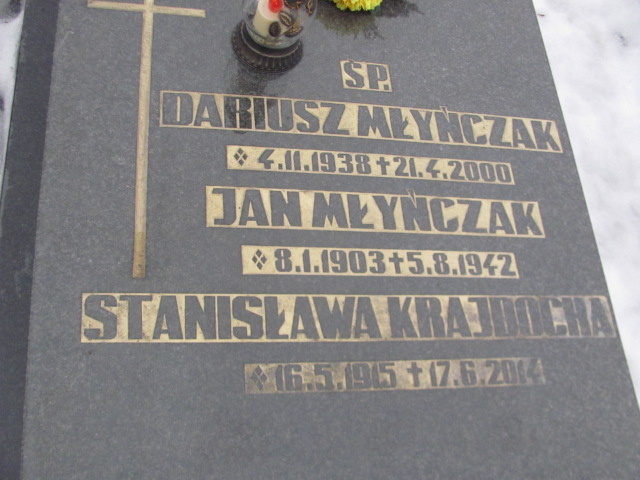 ŚP.
DARIUSZ MŁYŃCZAK
4.11.1938 † 21.4.2000
JAN MŁYŃCZAK
8.1.1903 † 5.8.1942
STANISŁAWA KRAJDOCHA
16.5.1915 † 17.6.2014